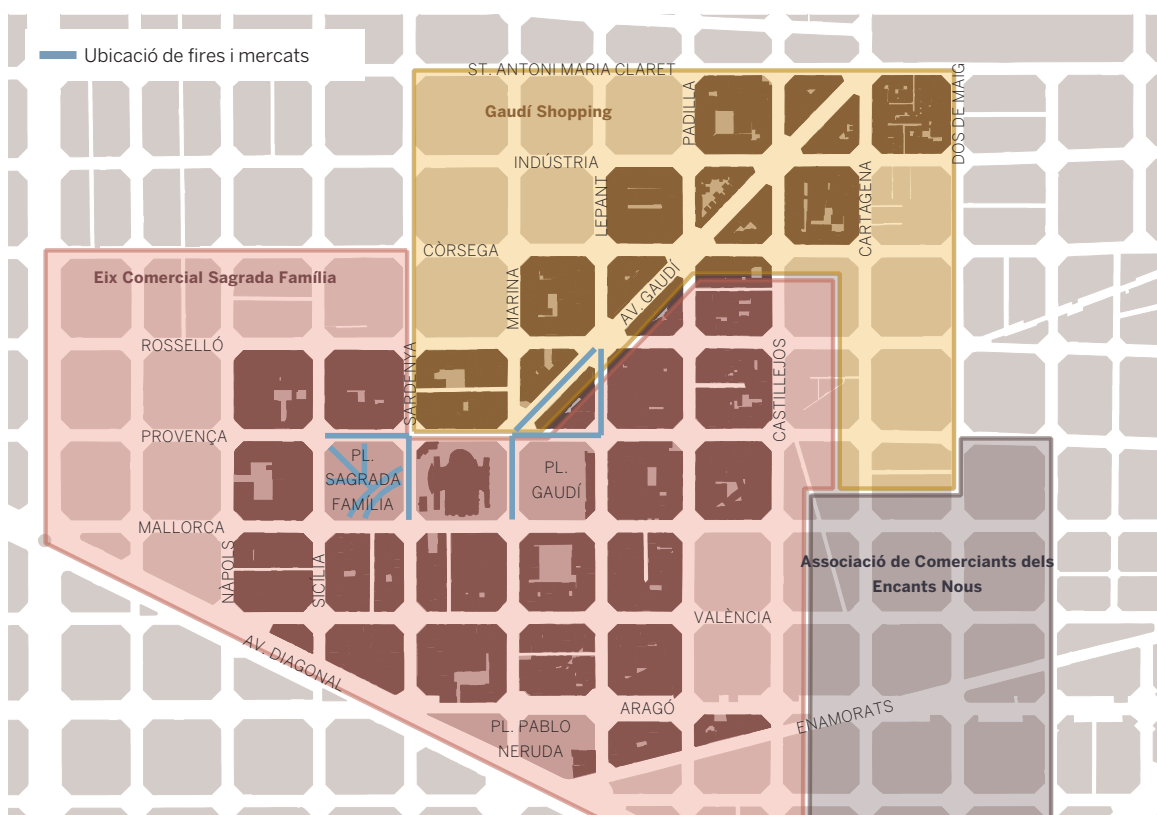 Ubicació de fires i mercats
ST. ANTONI MARIA CLARET
Gaudí Shopping
PADILLA
DOS DE MAIG
INDÚSTRIA
LEPANT
CARTAGENA
CÒRSEGA
Eix Comercial Sagrada Família
MARINA
AV. GAUDÍ
ROSSELLÓ
SARDENYA
CASTILLEJOS
PROVENÇA
PL.
SAGRADA
FAMÍLIA
PL.
GAUDÍ
MALLORCA
NÀPOLS
SICÍLIA
Associació de Comerciants dels
Encants Nous
VALÈNCIA
AV. DIAGONAL
ARAGÓ
ENAMORATS
PL. PABLO
NERUDA